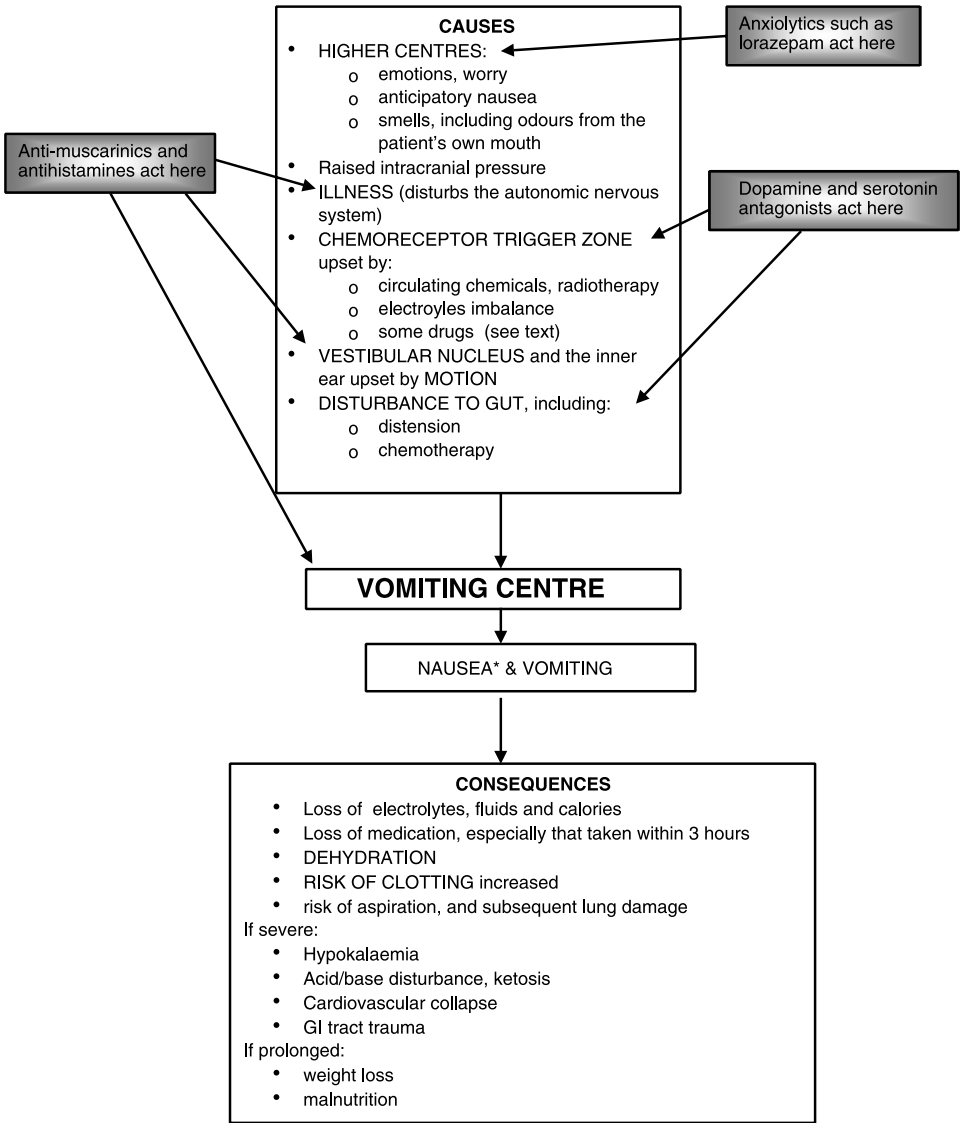 CAUSES
• HIGHER CENTRES:
o emotions, worry
o anticipatory nausea
o smells, including odours from the
patient's own mouth
• Raised intracranial pressure
• ILLNESS (disturbs the autonomic nervous
system)
• CHEMORECEPTOR TRIGGER ZONE
upset by:
o circulating chemicals, radiotherapy
o electroyles imbalance
o some drugs (see text)
• VESTIBULAR NUCLEUS and the inner
ear upset by MOTION
• DISTURBANCE TO GUT, including:
o distension
o chemotherapy
Anxiolytics such as
lorazepam act here
Anti-muscarinics and
antihistamines act here
Dopamine and serotonin
antagonists act here
VOMITING CENTRE
NAUSEA* & VOMITING
CONSEQUENCES
• Loss of electrolytes, fluids and calories
• Loss of medication, especially that taken within 3 hours
• DEHYDRATION
• RISK OF CLOTTING increased
• risk of aspiration, and subsequent lung damage
If severe:
• Hypokalaemia
• Acid/base disturbance, ketosis
• Cardiovascular collapse
• GI tract trauma
If prolonged:
• weight loss
• malnutrition